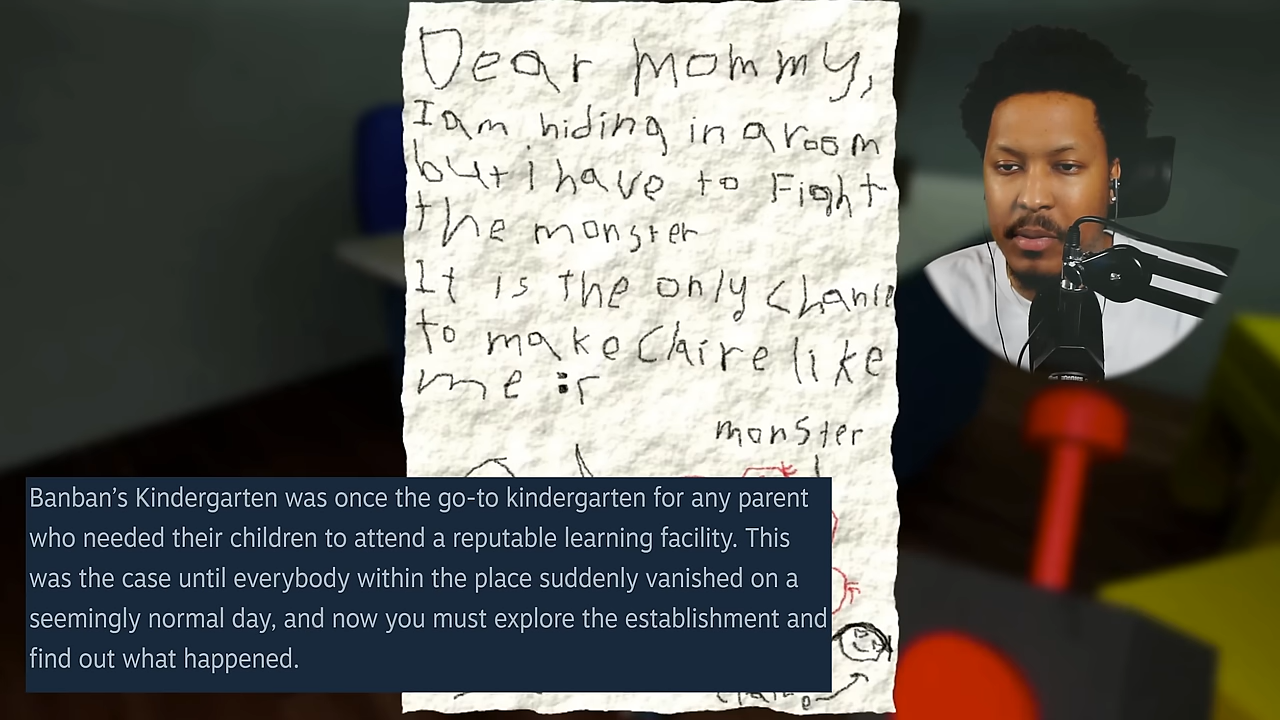 Dear mommy,
I am hiding in a room
but i have to Fight
the monster
It is the only chance
to make Claire like
me :r
monster
Banban’s Kindergarten was once the go-to kindergarten for any parent
who needed their children to attend a reputable learning facility. This
was the case until everybody within the place suddenly vanished on a
seemingly normal day, and now you must explore the establishment and
find out what happened.